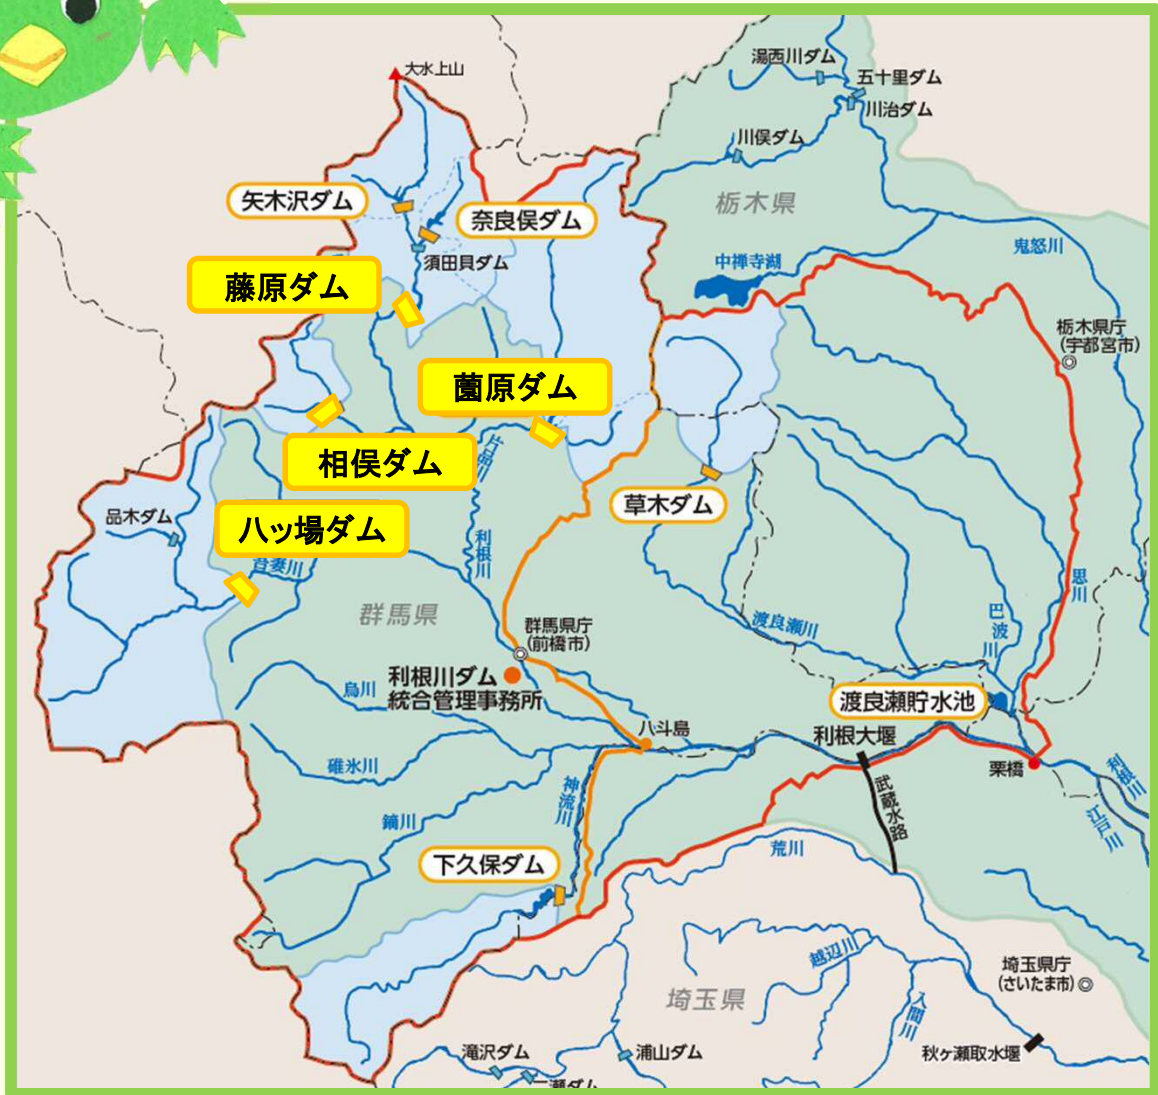 大水上山
湯西川ダム
五十里ダム
川治ダム
川俣ダム
矢木沢ダム
奈良俣ダム
栃木県
須田貝ダム
中禅寺湖
鬼怒川
藤原ダム
栃木県庁
(宇都宮市)
薗原ダム
片品川
相俣ダム
草木ダム
品木ダム
八ッ場ダム
利根川
吾妻川
思川
群馬県
巴波川
渡良瀬川
群馬県庁
(前橋市)
利根川ダム
統合管理事務所
烏川
渡良瀬貯水池
八斗島
利根大堰
碓氷川
栗橋
利根川
神流川
武蔵水路
江戸川
鏑川
荒川
下久保ダム
越辺川
埼玉県庁
(さいたま市)
埼玉県
入間川
滝沢ダム
浦山ダム
秋ヶ瀬取水堰
二瀬ダム